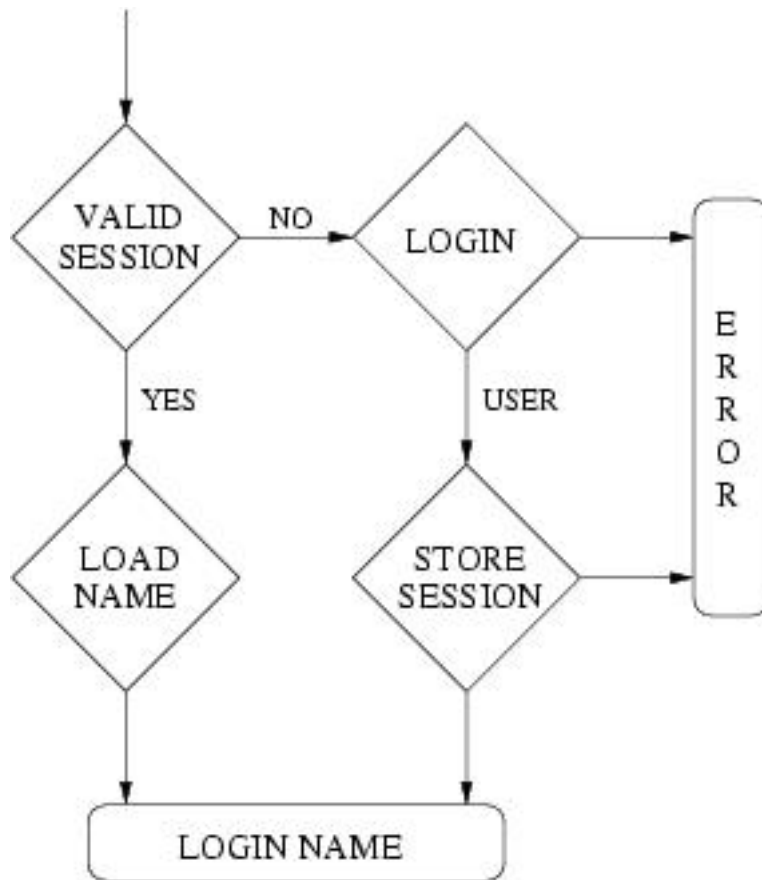 VALID
SESSION
NO
LOGIN
E
R
R
O
R
YES
USER
LOAD
NAME
STORE
SESSION
LOGIN NAME